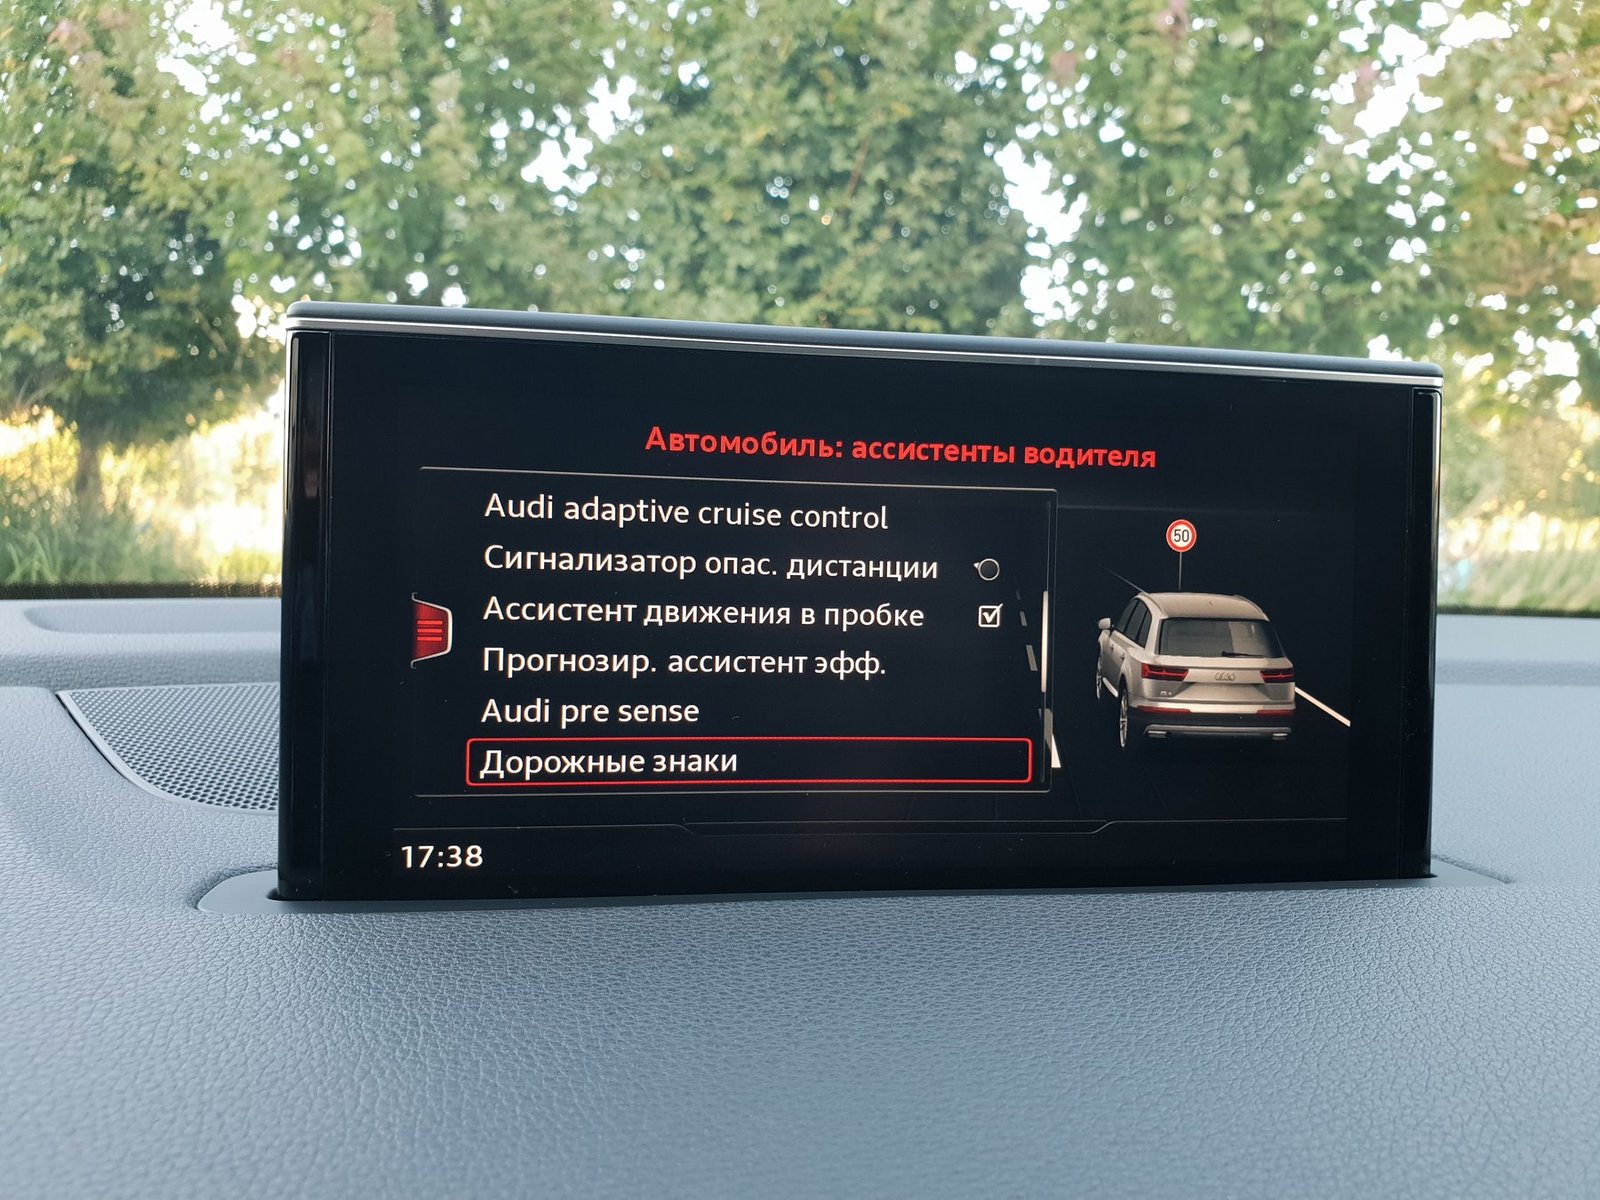 Автомобиль: ассистенты водителя
Audi adaptive cruise control
Сигнализатор опас. дистанции
Ассистент движения в пробке
Прогнозир. ассистент эфф.
Audi pre sense
Дорожные знаки
50
17:38